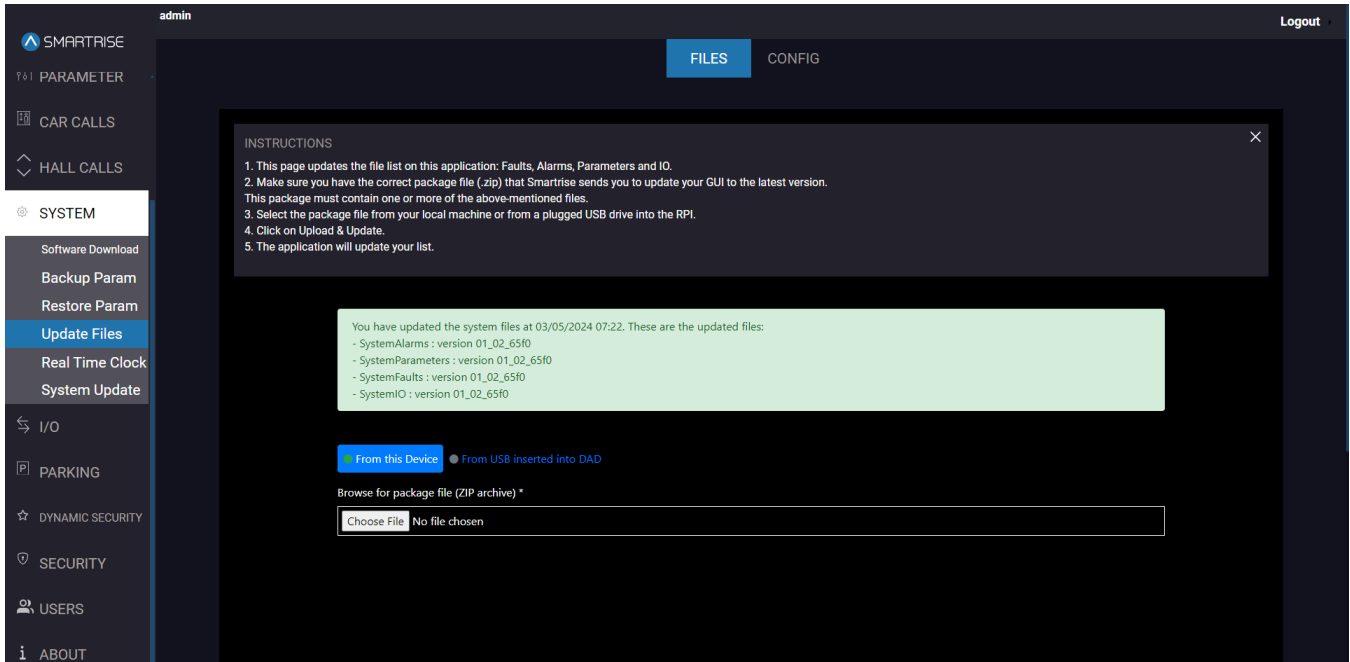 admin
Logout
SMARTRISE
PARAMETER
CAR CALLS
HALL CALLS
SYSTEM
Software Download
Backup Param
Restore Param
Update Files
Real Time Clock
System Update
I/O
P PARKING
DYNAMIC SECURITY
SECURITY
USERS
i ABOUT
FILES CONFIG
INSTRUCTIONS
1. This page updates the file list on this application: Faults, Alarms, Parameters and IO.
2. Make sure you have the correct package file (.zip) that Smartrise sends you to update your GUI to the latest version.
This package must contain one or more of the above-mentioned files.
3. Select the package file from your local machine or from a plugged USB drive into the RPI.
4. Click on Upload & Update.
5. The application will update your list.
You have updated the system files at 03/05/2024 07:22. These are the updated files:
- SystemAlarms : version 01_02_65f0
- SystemParameters : version 01_02_65f0
- SystemFaults : version 01_02_65f0
- SystemIO : version 01_02_65f0
From this Device From USB inserted into DAD
Browse for package file (ZIP archive) *
Choose File No file chosen